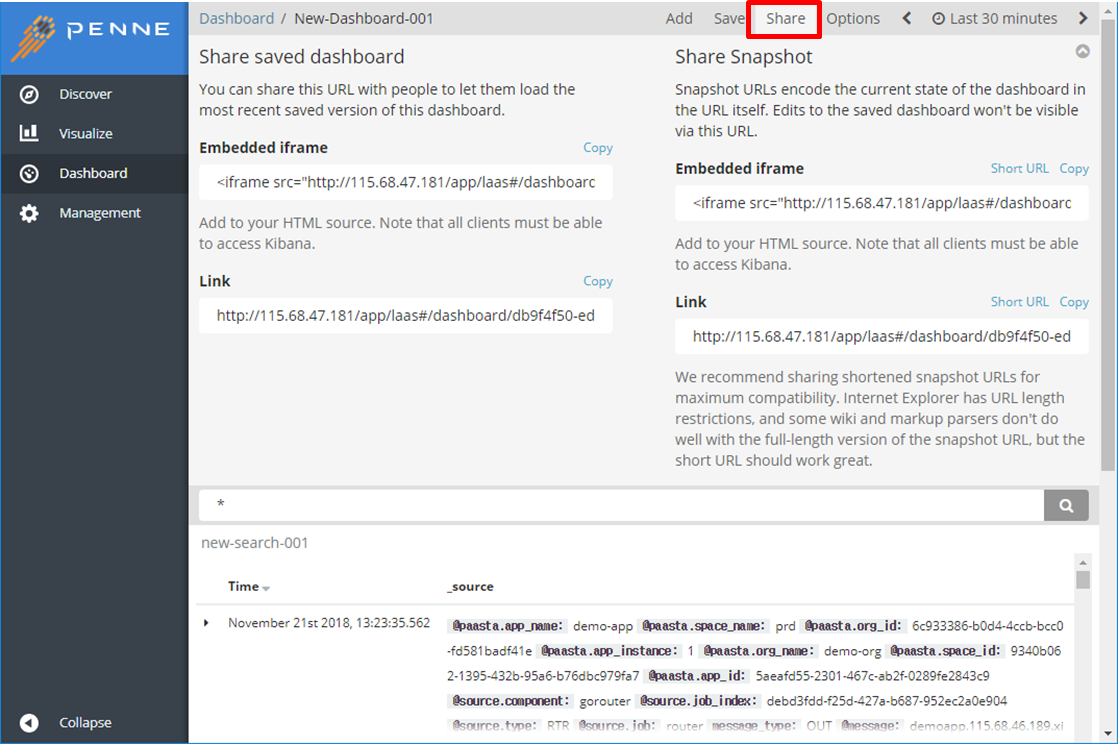 PENNE
Discover
Visualize
Dashboard
Management
Collapse
Dashboard / New-Dashboard-001
Add Save Share Options Last 30 minutes
Share saved dashboard
You can share this URL with people to let them load the
most recent saved version of this dashboard.
Embedded iframe Copy
<iframe src="http://115.68.47.181/app/laas#/dashboard
Add to your HTML source. Note that all clients must be able
to access Kibana.
Link Copy
http://115.68.47.181/app/laas#/dashboard/db9f4f50-ed
Share Snapshot
Snapshot URLs encode the current state of the dashboard in
the URL itself. Edits to the saved dashboard won't be visible
via this URL.
Embedded iframe Short URL Copy
<iframe src="http://115.68.47.181/app/laas#/dashboard
Add to your HTML source. Note that all clients must be able
to access Kibana.
Link Short URL Copy
http://115.68.47.181/app/laas#/dashboard/db9f4f50-ed
We recommend sharing shortened snapshot URLs for
maximum compatibility. Internet Explorer has URL length
restrictions, and some wiki and markup parsers don't do
well with the full-length version of the snapshot URL, but the
short URL should work great.
*
new-search-001
Time _source
November 21st 2018, 13:23:35.562 @paasta.app_name: demo-app @paasta.space_name: prd @paasta.org_id: 6c933386-b0d4-4ccb-bcc0
-fd581badf41e @paasta.app_instance: 1 @paasta.org_name: demo-org @paasta.space_id: 9340b06
2-1395-432b-95a6-b76dbc979fa7 @paasta.app_id: 5aeafd55-2301-467c-ab2f-0289fe2843c9
@source.component: gorouter @source.job_index: debd3fdd-f25d-427a-b687-952ec2a0e904
@source.type: RTR @source.job: router message_type: OUT @message: demoapp.115.68.46.189.xi